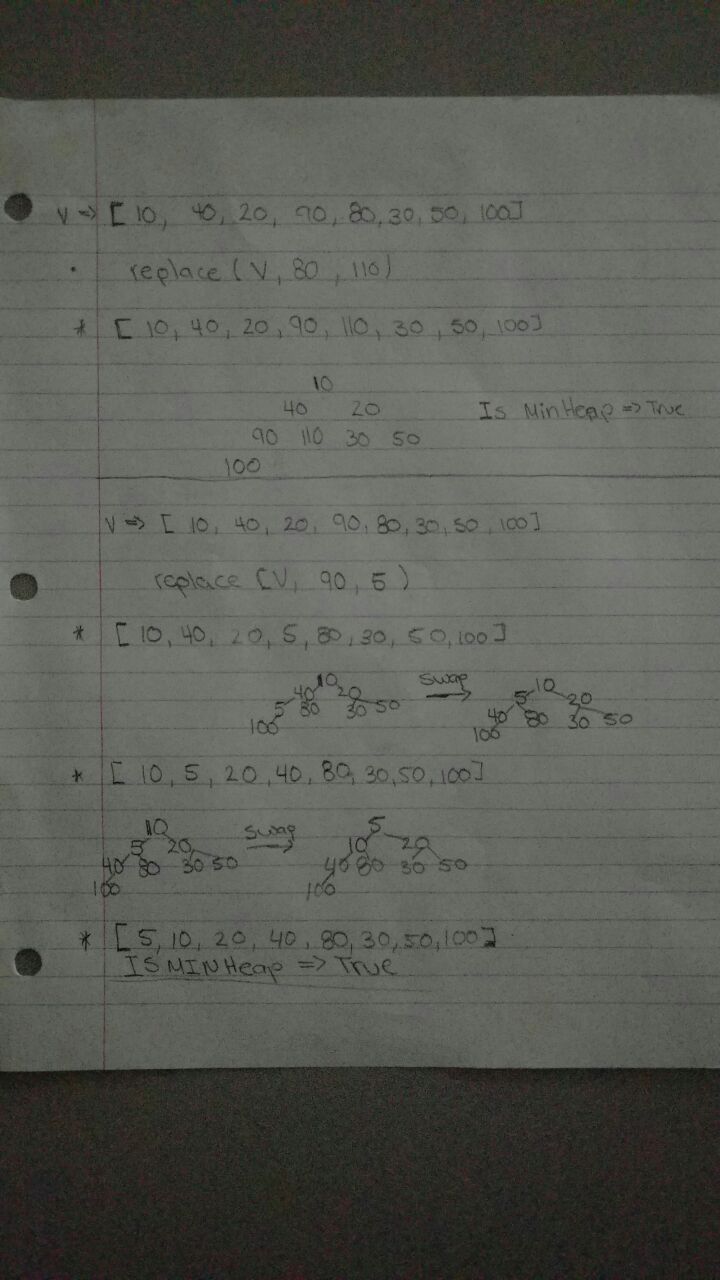 V => [ 10, 40, 20, 90, 80, 30, 50, 100]
• replace ( V, 80, 110)
* [ 10, 40, 20, 90, 110, 30, 50, 100]
10
40 20
Is MinHeap => True
90 110 30 50
100
V => [ 10, 40, 20, 90, 80, 30, 50, 100]
replace [V, 90, 5 )
* [ 10, 40, 20, 5, 80, 30, 50, 100]
10
40 20
5 80 30 50
100
swap
10
5 20
40 80 30 50
100
* [ 10, 5, 20, 40, 80, 30, 50, 100]
10
5 20
40 80 30 50
100
swap
5
10 20
40 80 30 50
100
* [ 5, 10, 20, 40, 80, 30, 50, 100]
IS MIN Heap => True